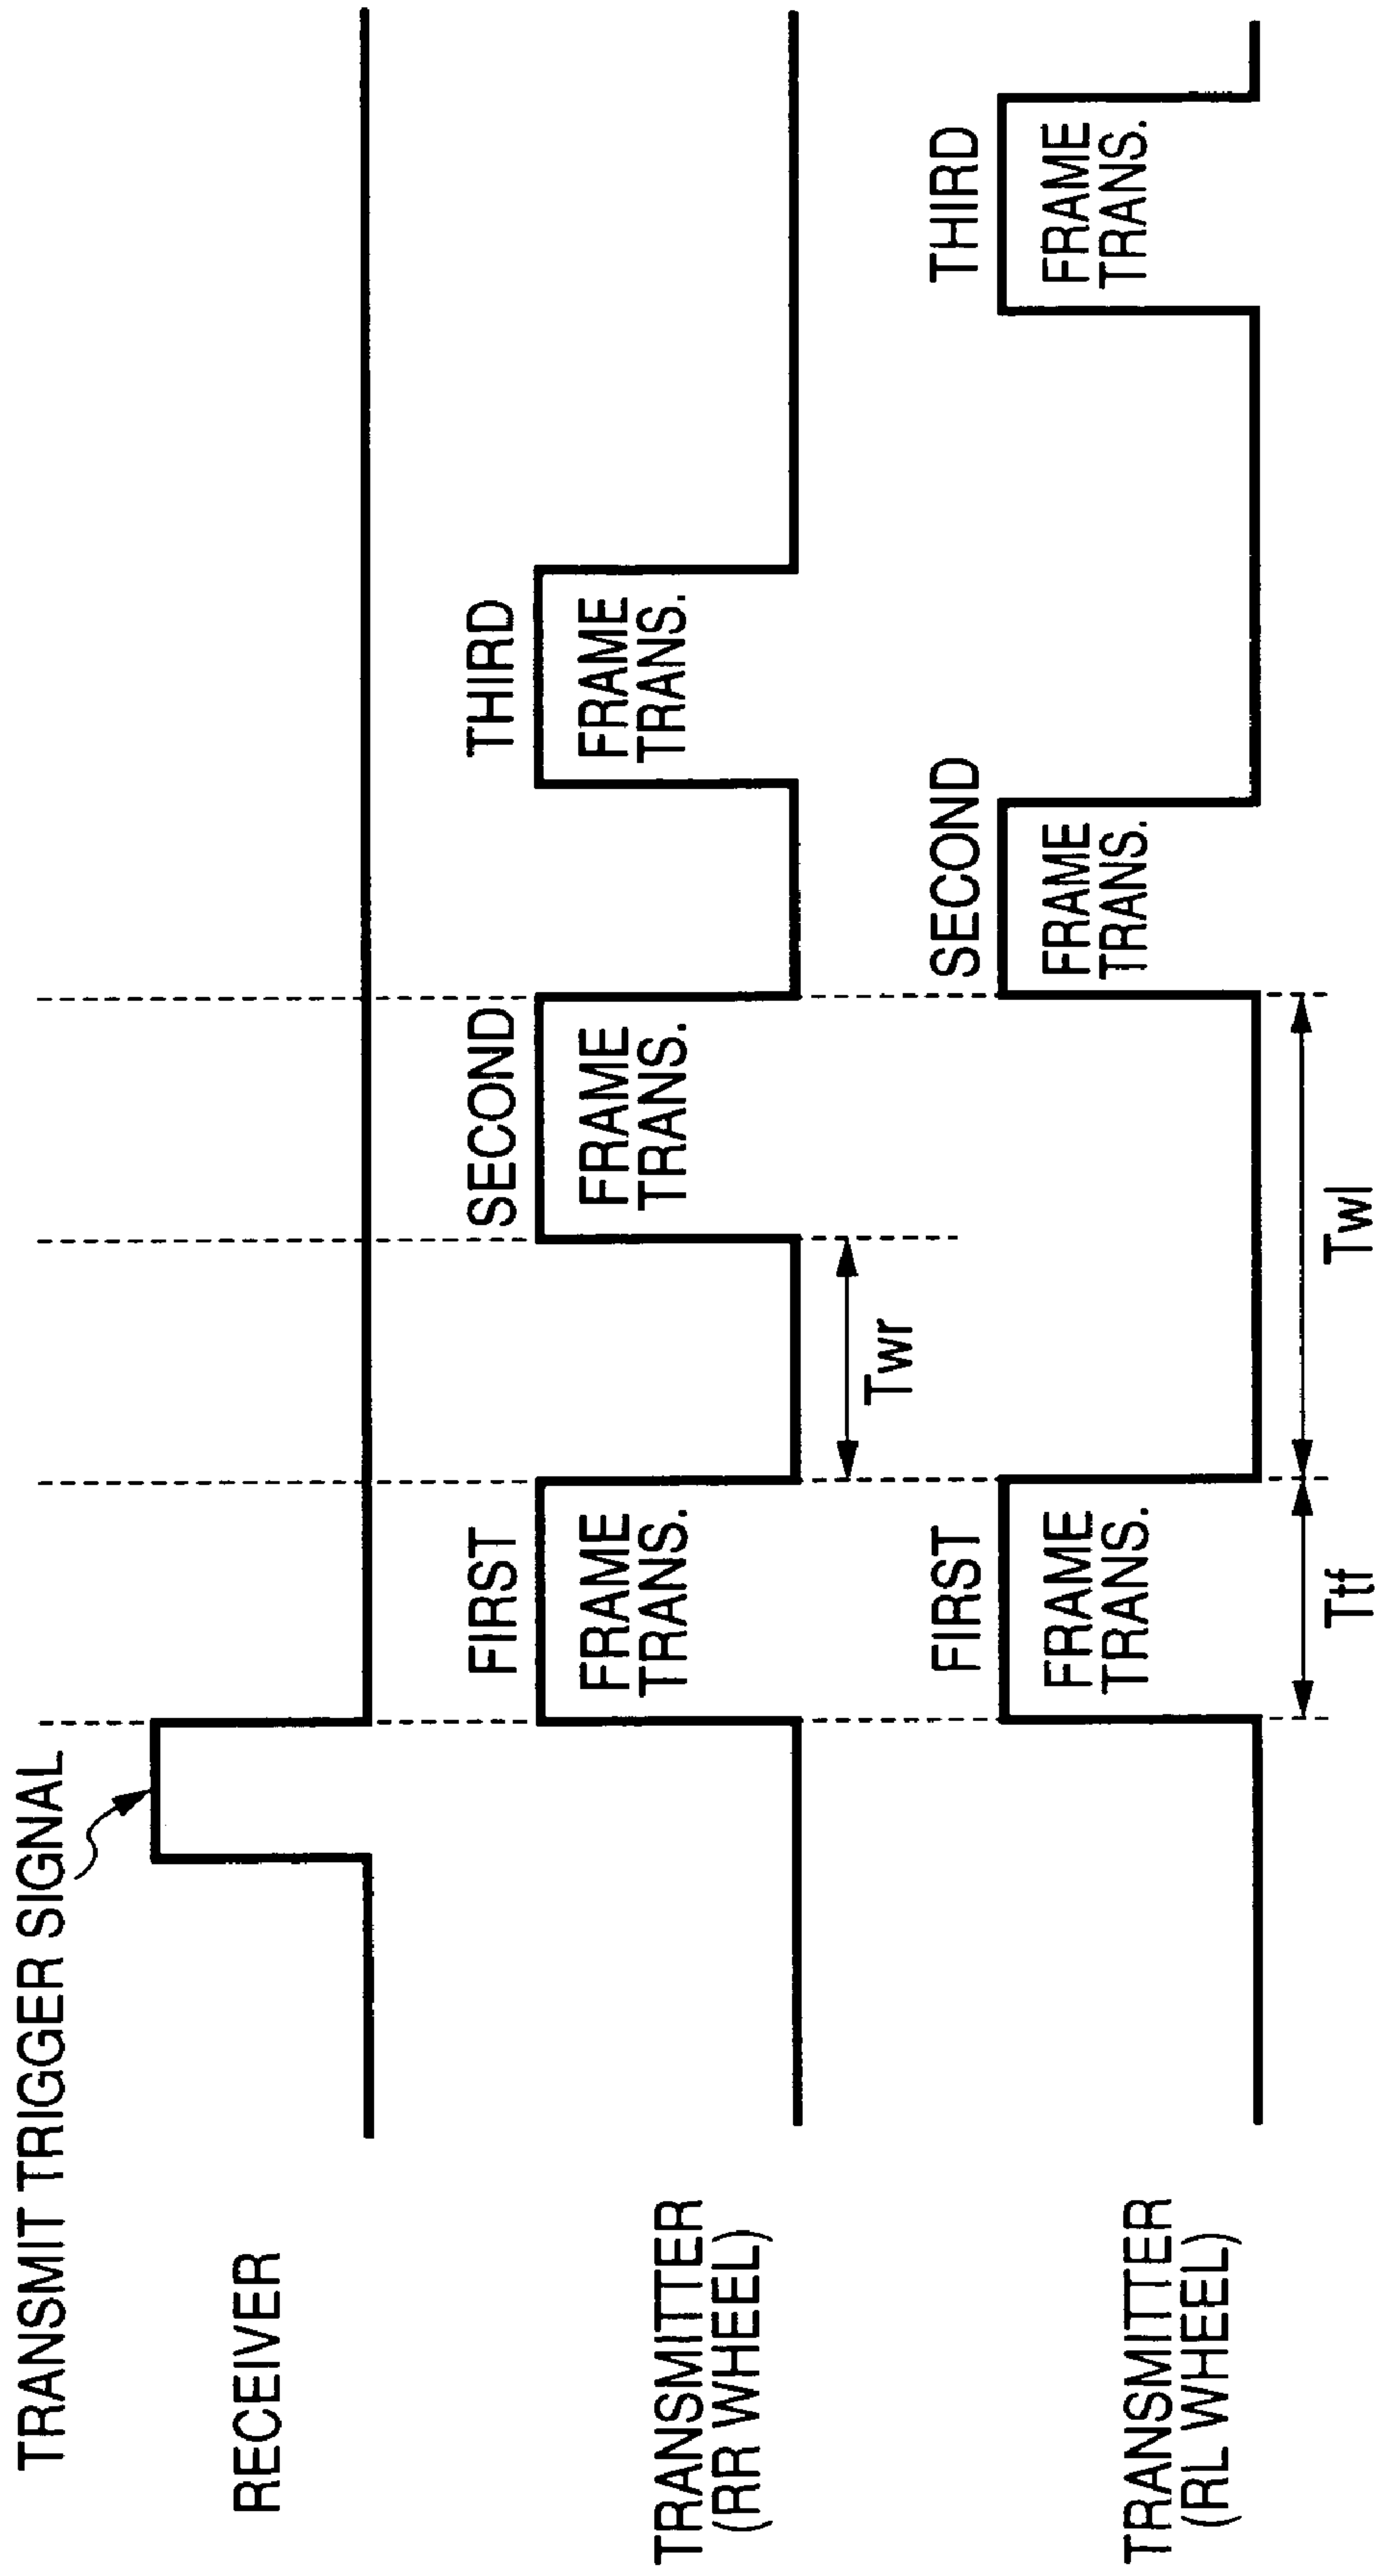 TRANSMIT TRIGGER SIGNAL
RECEIVER
TRANSMITTER
(RR WHEEL)
FIRST
FRAME
TRANS.
SECOND
FRAME
TRANS.
THIRD
FRAME
TRANS.
Twr
TRANSMITTER
(RL WHEEL)
FIRST
FRAME
TRANS.
SECOND
FRAME
TRANS.
THIRD
FRAME
TRANS.
Ttf
Twl